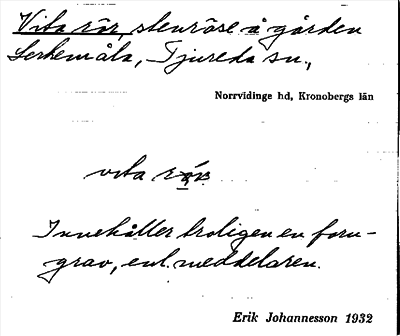 Vita rör, stenröse å gården
Lerkemåla, Tjureda sn.,
Norrvidinge hd, Kronobergs län
vita
Innehåller troligen en forn-
grav, enl. meddelaren.
Erik Johannesson 1932